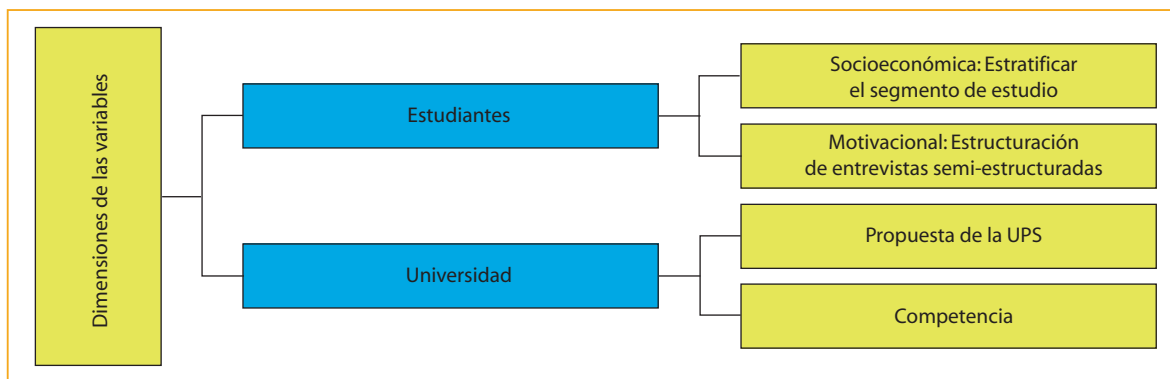 Dimensiones de las variables
Estudiantes
Socioeconómica: Estratificar
el segmento de estudio
Motivacional: Estructuración
de entrevistas semi-estructuradas
Universidad
Propuesta de la UPS
Competencia